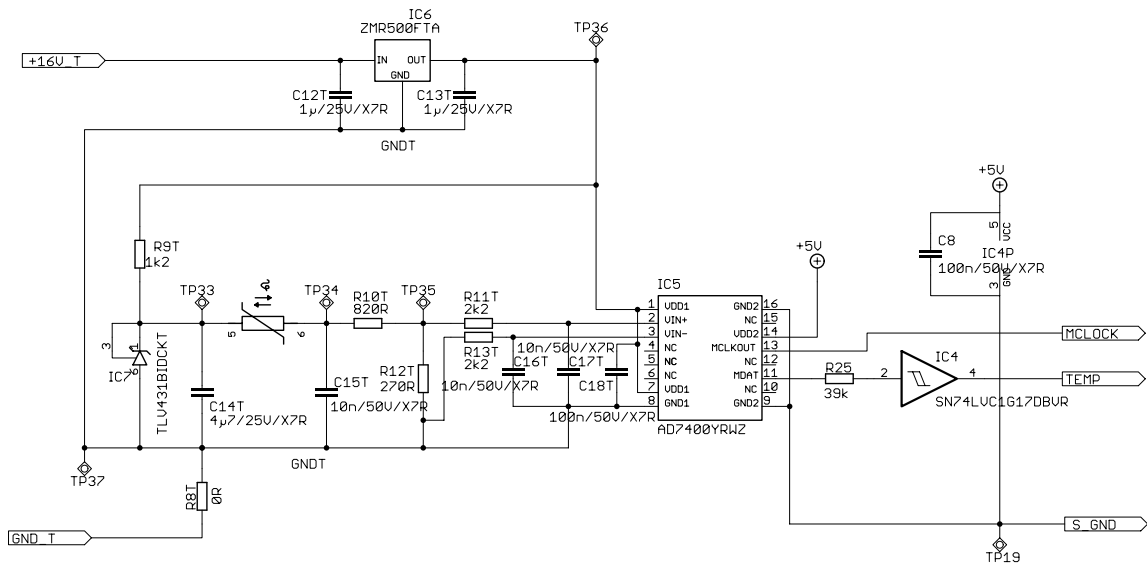 IC6
ZMR500FTA
TP36
+16V_T
IN OUT
GND
C12T
1µ/25V/X7R
C13T
1µ/25V/X7R
GNDT
+5V
5
VCC
C8
IC4P
100n/50V/X7R
3
GND
+5V
R9T
1k2
TP33
TP34
R10T
820R
TP35
R11T
2k2
IC5
1 VDD1 GND2 16
2 VIN+ NC 15
3 VIN- VDD2 14
4 NC MCLKOUT 13
5 NC NC 12
6 NC MDAT 11
7 VDD1 NC 10
8 GND1 GND2 9
AD7400YRWZ
MCLOCK
3
1
6
IC7
TLV431BIDCKT
5
6
R13T
2k2
10n/50V/X7R
C16T
C17T
10n/50V/X7R
C18T
100n/50V/X7R
R12T
270R
C15T
10n/50V/X7R
C14T
4µ7/25V/X7R
R25
39k
2
IC4
4
SN74LVC1G17DBVR
TEMP
TP37
GNDT
R8T
0R
GND_T
S_GND
TP19